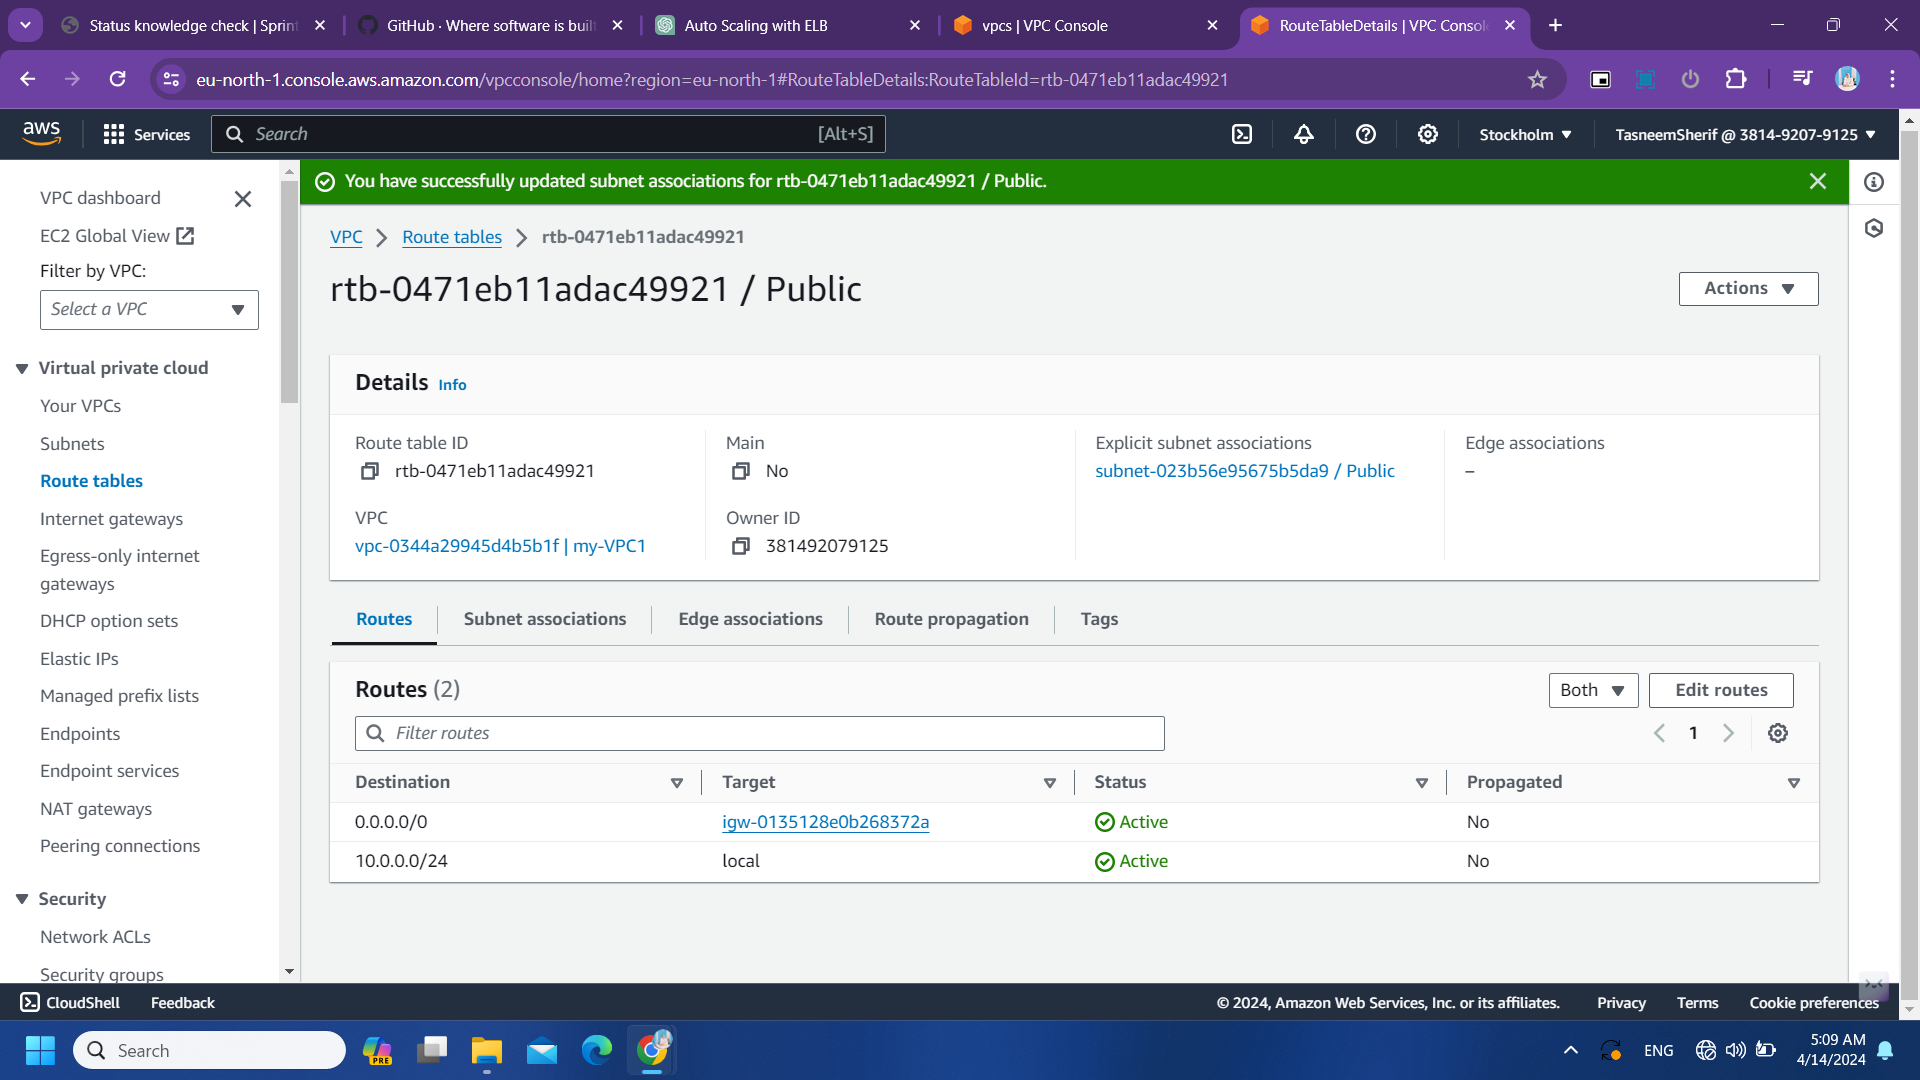 Status knowledge check | Sprint
GitHub · Where software is built
Auto Scaling with ELB
vpcs | VPC Console
RouteTableDetails | VPC Console
eu-north-1.console.aws.amazon.com/vpcconsole/home?region=eu-north-1#RouteTableDetails:RouteTableId=rtb-0471eb11adac49921
aws
Services
Search
[Alt+S]
Stockholm
TasneemSherif @ 3814-9207-9125
You have successfully updated subnet associations for rtb-0471eb11adac49921 / Public.
VPC dashboard
EC2 Global View
Filter by VPC:
Select a VPC
Virtual private cloud
Your VPCs
Subnets
Route tables
Internet gateways
Egress-only internet
gateways
DHCP option sets
Elastic IPs
Managed prefix lists
Endpoints
Endpoint services
NAT gateways
Peering connections
Security
Network ACLs
Security groups
VPC
Route tables
rtb-0471eb11adac49921
rtb-0471eb11adac49921 / Public
Actions
Details Info
Route table ID
rtb-0471eb11adac49921
Main
No
Explicit subnet associations
subnet-023b56e95675b5da9 / Public
Edge associations
–
VPC
vpc-0344a29945d4b5b1f | my-VPC1
Owner ID
381492079125
Routes
Subnet associations
Edge associations
Route propagation
Tags
Routes (2)
Both
Edit routes
Filter routes
1
Destination Target Status Propagated
0.0.0.0/0 igw-0135128e0b268372a Active No
10.0.0.0/24 local Active No
CloudShell
Feedback
© 2024, Amazon Web Services, Inc. or its affiliates.
Privacy
Terms
Cookie preferences
Search
PRE
ENG
5:09 AM
4/14/2024